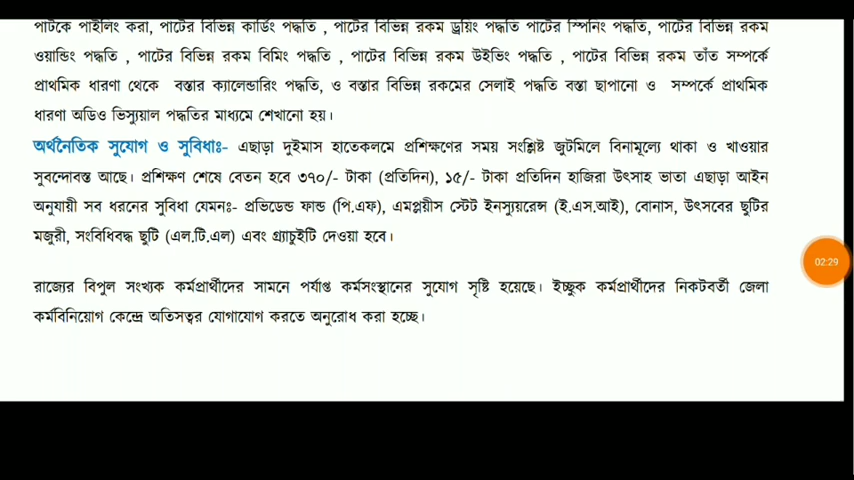 পাটকে পাইলিং করা, পাটের বিভিন্ন কার্ডিং পদ্ধতি , পাটের বিভিন্ন রকম ড্রয়িং পদ্ধতি পাটের স্পিনিং পদ্ধতি, পাটের বিভিন্ন রকম
ওয়ান্ডিং পদ্ধতি , পাটের বিভিন্ন রকম বিমিং পদ্ধতি , পাটের বিভিন্ন রকম উইভিং পদ্ধতি , পাটের বিভিন্ন রকম তাঁত সম্পর্কে
প্রাথমিক ধারণা থেকে বস্তার ক্যালেন্ডারিং পদ্ধতি, ও বস্তার বিভিন্ন রকমের সেলাই পদ্ধতি বস্তা ছাপানো ও সম্পর্কে প্রাথমিক
ধারণা অডিও ভিস্যুয়াল পদ্ধতির মাধ্যমে শেখানো হয়।
অর্থনৈতিক সুযোগ ও সুবিধাঃ- এছাড়া দুইমাস হাতেকলমে প্রশিক্ষণের সময় সংশ্লিষ্ট জুটমিলে বিনামূল্যে থাকা ও খাওয়ার
সুবন্দোবস্ত আছে। প্রশিক্ষণ শেষে বেতন হবে ৩৭০/- টাকা (প্রতিদিন), ১৫/- টাকা প্রতিদিন হাজিরা উৎসাহ ভাতা এছাড়া আইন
অনুযায়ী সব ধরনের সুবিধা যেমনঃ- প্রভিডেন্ড ফান্ড (পি.এফ), এমপ্লয়ীস স্টেট ইনস্যুয়রেন্স (ই.এস.আই), বোনাস, উৎসবের ছুটির
মজুরী, সংবিধিবদ্ধ ছুটি (এল.টি.এল) এবং গ্র্যাচুইটি দেওয়া হবে।
02:29
রাজ্যের বিপুল সংখ্যক কর্মপ্রার্থীদের সামনে পর্যাপ্ত কর্মসংস্থানের সুযোগ সৃষ্টি হয়েছে। ইচ্ছুক কর্মপ্রার্থীদের নিকটবর্তী জেলা
কর্মবিনিয়োগ কেন্দ্রে অতিসত্বর যোগাযোগ করতে অনুরোধ করা হচ্ছে।